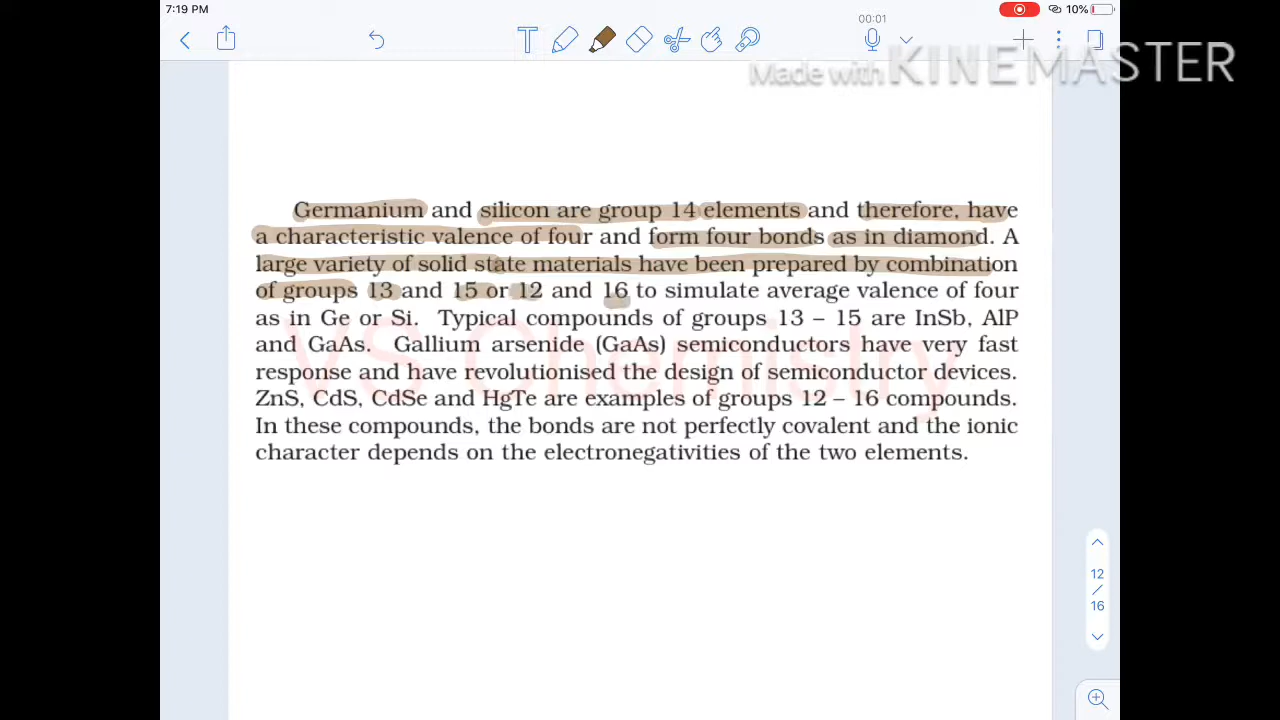 7:19 PM
10%
00:01
T
Made with KINEMASTER
Germanium and silicon are group 14 elements and therefore, have
a characteristic valence of four and form four bonds as in diamond. A
large variety of solid state materials have been prepared by combination
of groups 13 and 15 or 12 and 16 to simulate average valence of four
as in Ge or Si. Typical compounds of groups 13 – 15 are InSb, AlP
and GaAs. Gallium arsenide (GaAs) semiconductors have very fast
response and have revolutionised the design of semiconductor devices.
ZnS, CdS, CdSe and HgTe are examples of groups 12 – 16 compounds.
In these compounds, the bonds are not perfectly covalent and the ionic
character depends on the electronegativities of the two elements.
VS Chemistry
12
/
16